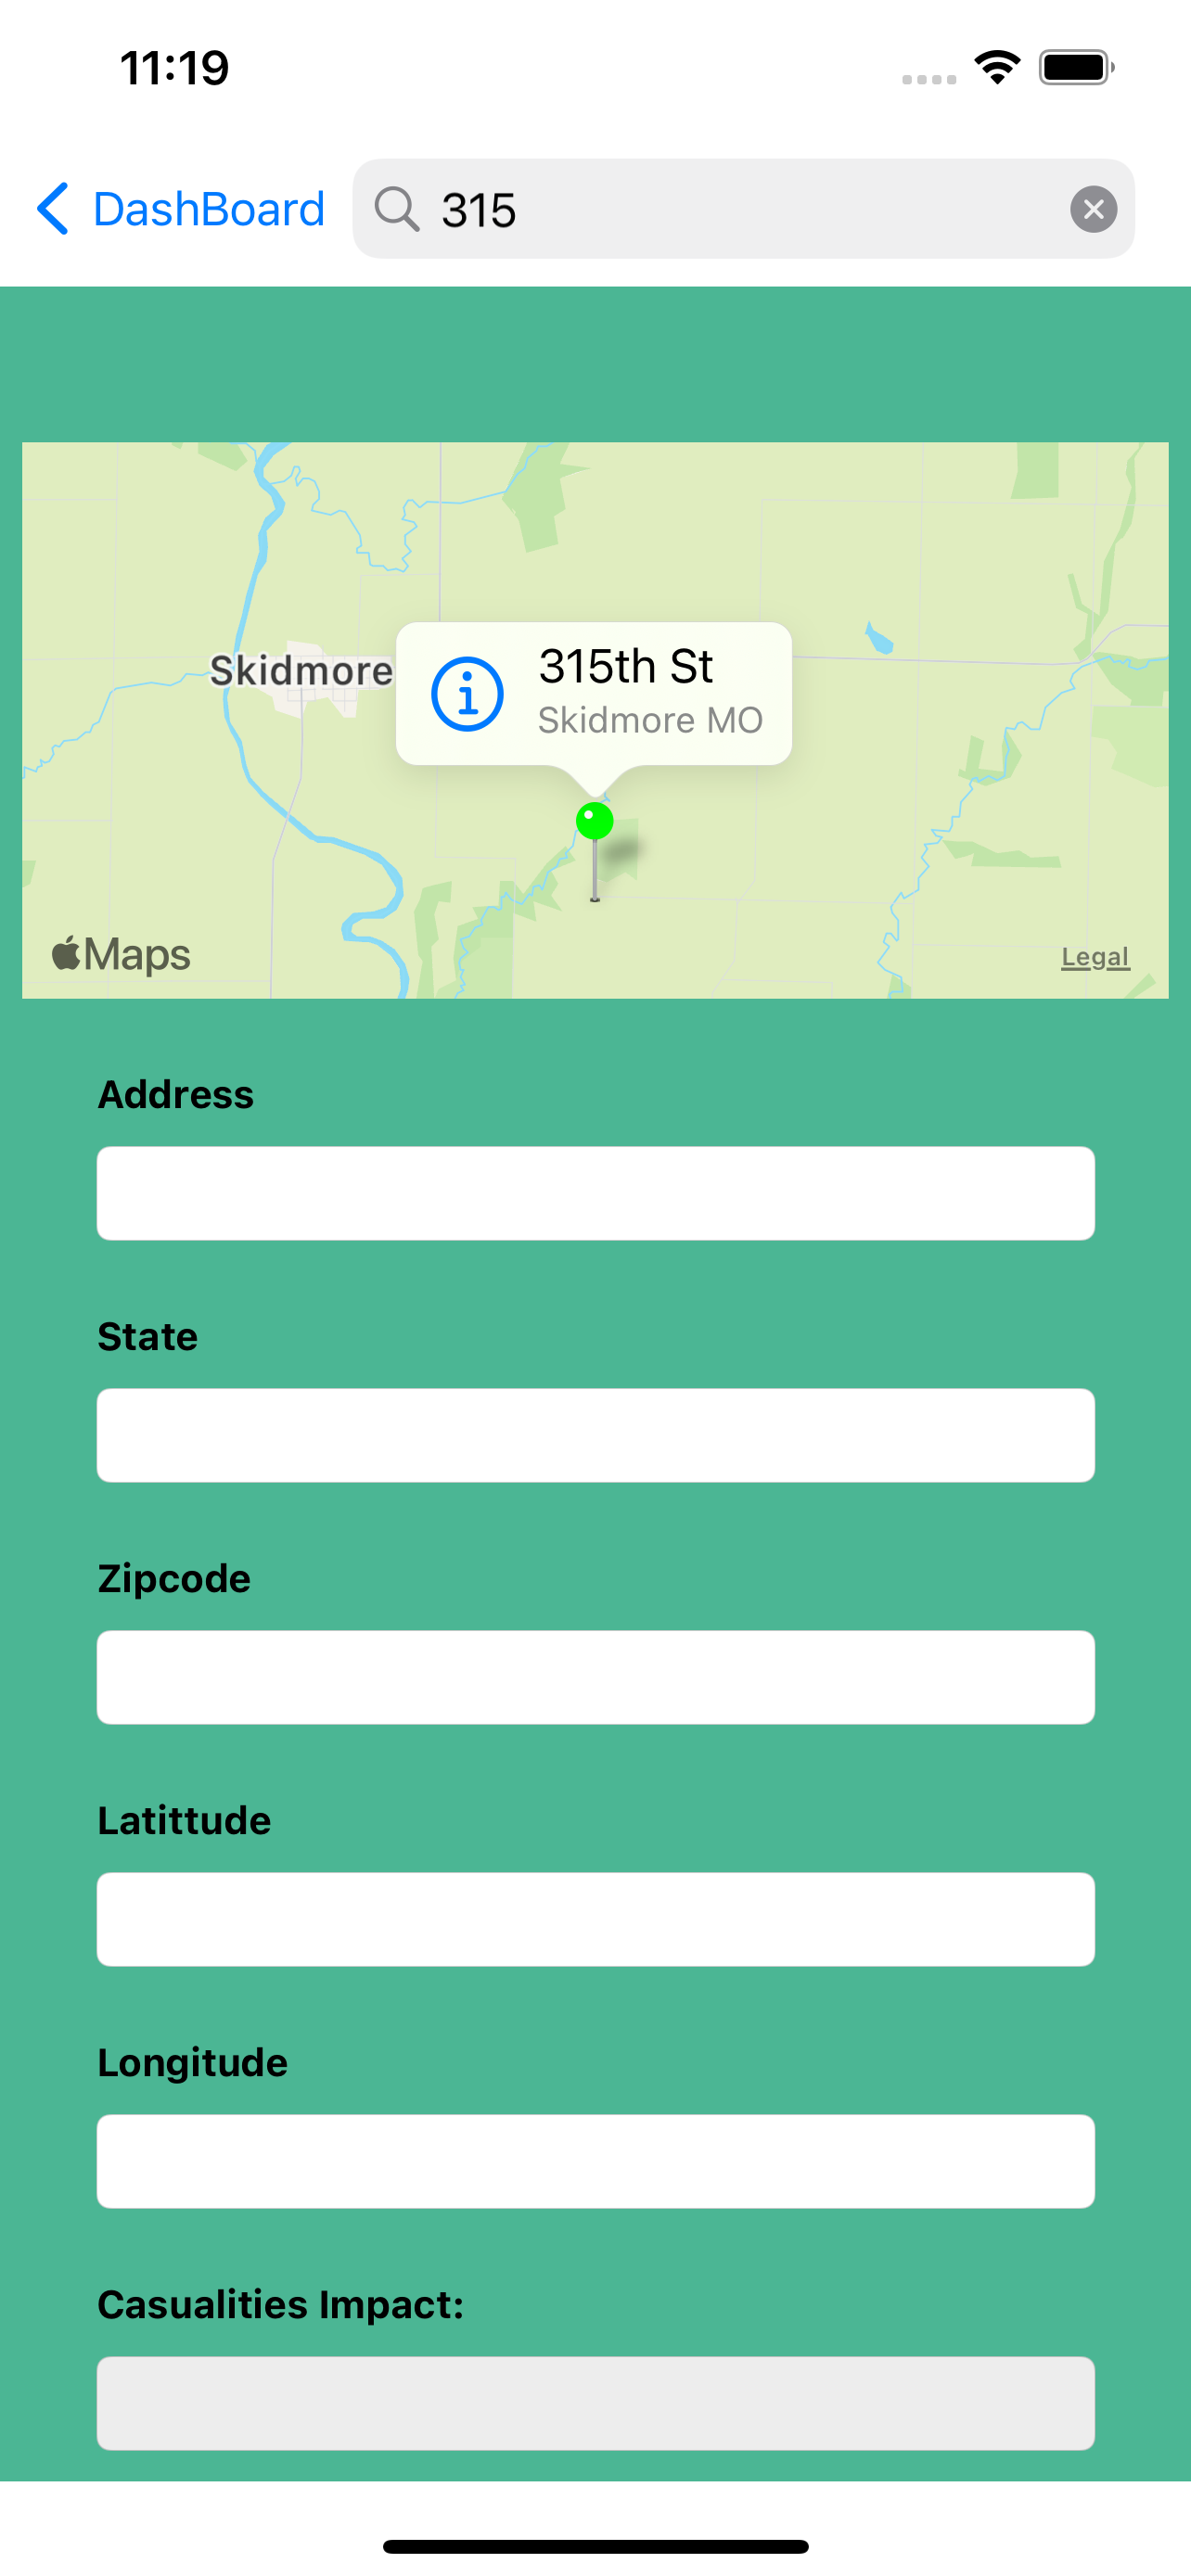 11:19
DashBoard
315
Skidmore
315th St
Skidmore MO
Maps
Legal
Address
State
Zipcode
Latittude
Longitude
Casualities Impact: